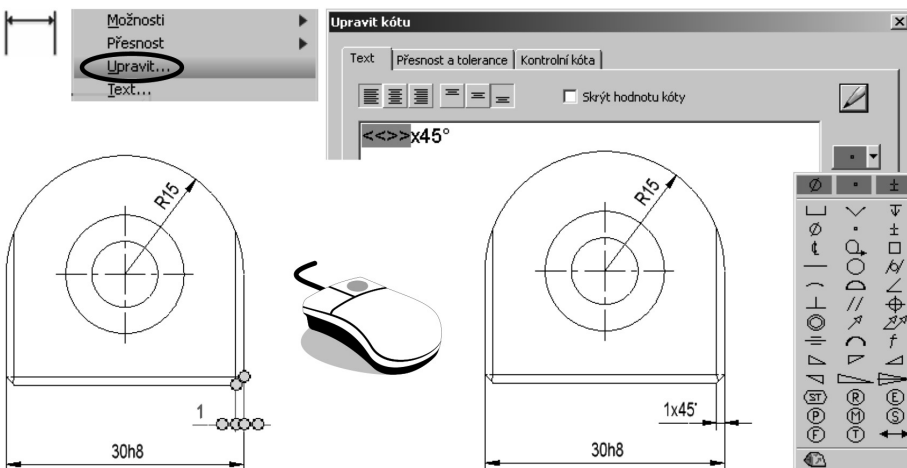 Možnosti
Přesnost
Upravit...
Text...
Upravit kótu
Text
Přesnost a tolerance
Kontrolní kóta
Skrýt hodnotu kóty
<<>>x45°
R15
1
30h8
R15
1x45°
30h8
ST R E
P M S
F T